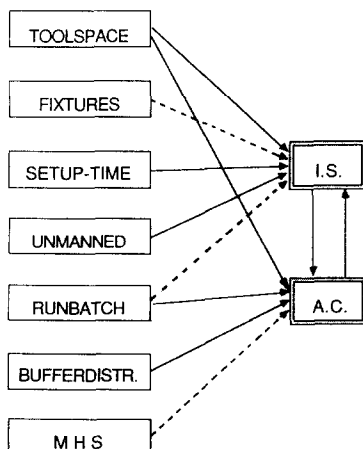 TOOLSPACE
FIXTURES
SETUP-TIME
I.S.
UNMANNED
RUNBATCH
A.C.
BUFFERDISTR.
M H S